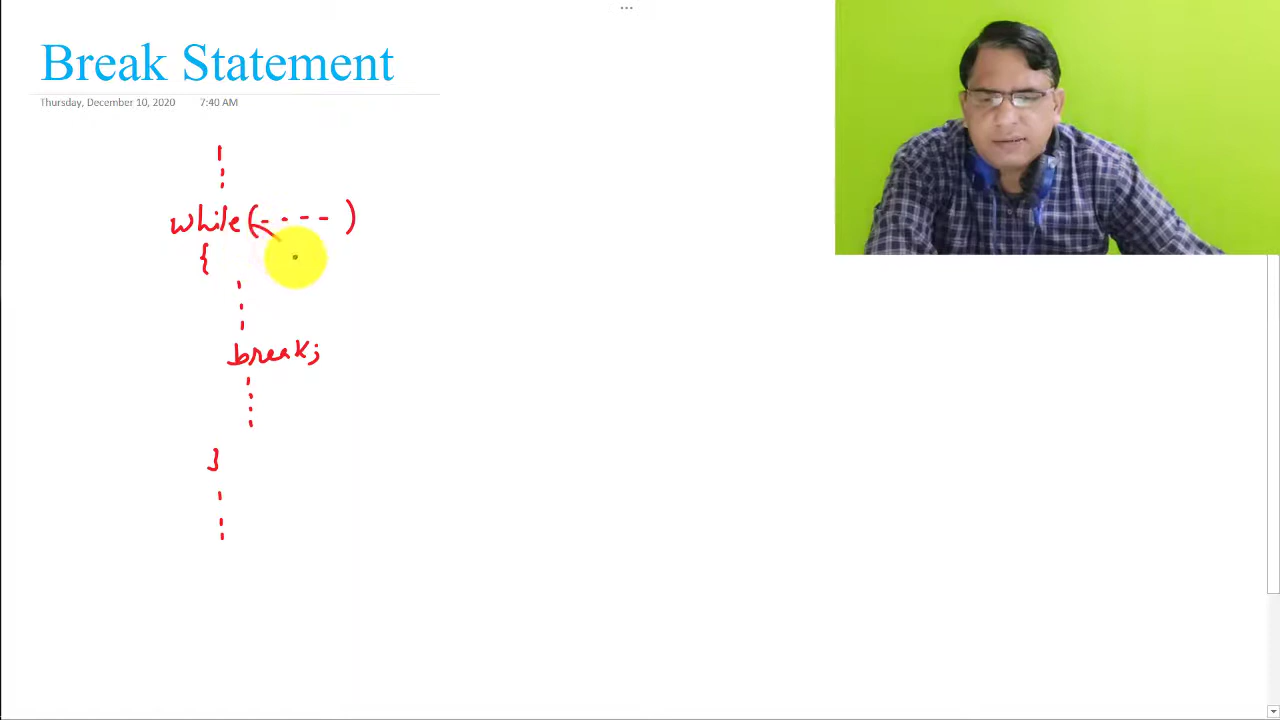 Break Statement
Thursday, December 10, 2020 7:40 AM
while (---- )
{
break;
}